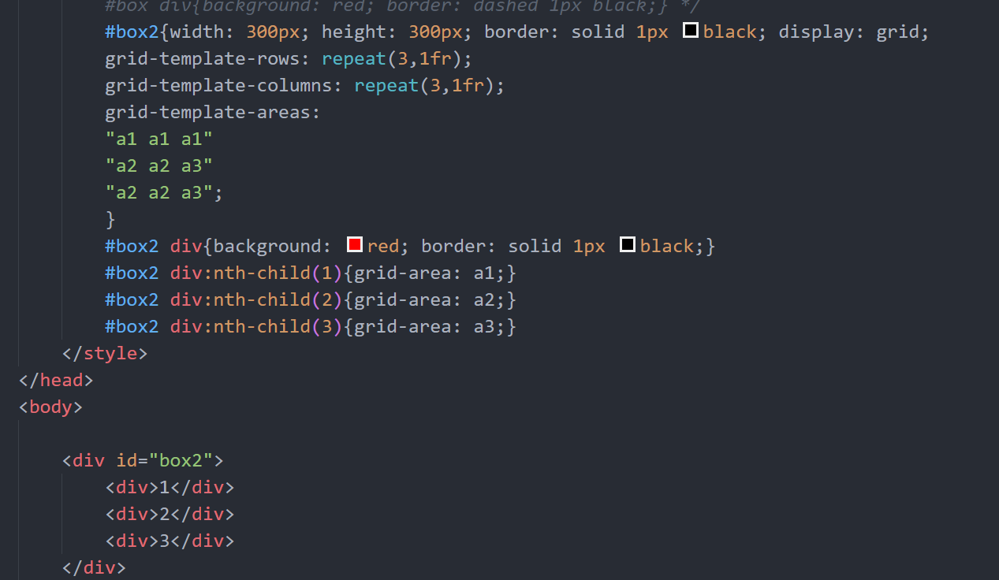 #box div{background: red; border: dashed 1px black;} */
#box2{width: 300px; height: 300px; border: solid 1px black; display: grid;
grid-template-rows: repeat(3,1fr);
grid-template-columns: repeat(3,1fr);
grid-template-areas:
"a1 a1 a1"
"a2 a2 a3"
"a2 a2 a3";
}
#box2 div{background: red; border: solid 1px black;}
#box2 div:nth-child(1){grid-area: a1;}
#box2 div:nth-child(2){grid-area: a2;}
#box2 div:nth-child(3){grid-area: a3;}
</style>
</head>
<body>
<div id="box2">
<div>1</div>
<div>2</div>
<div>3</div>
</div>